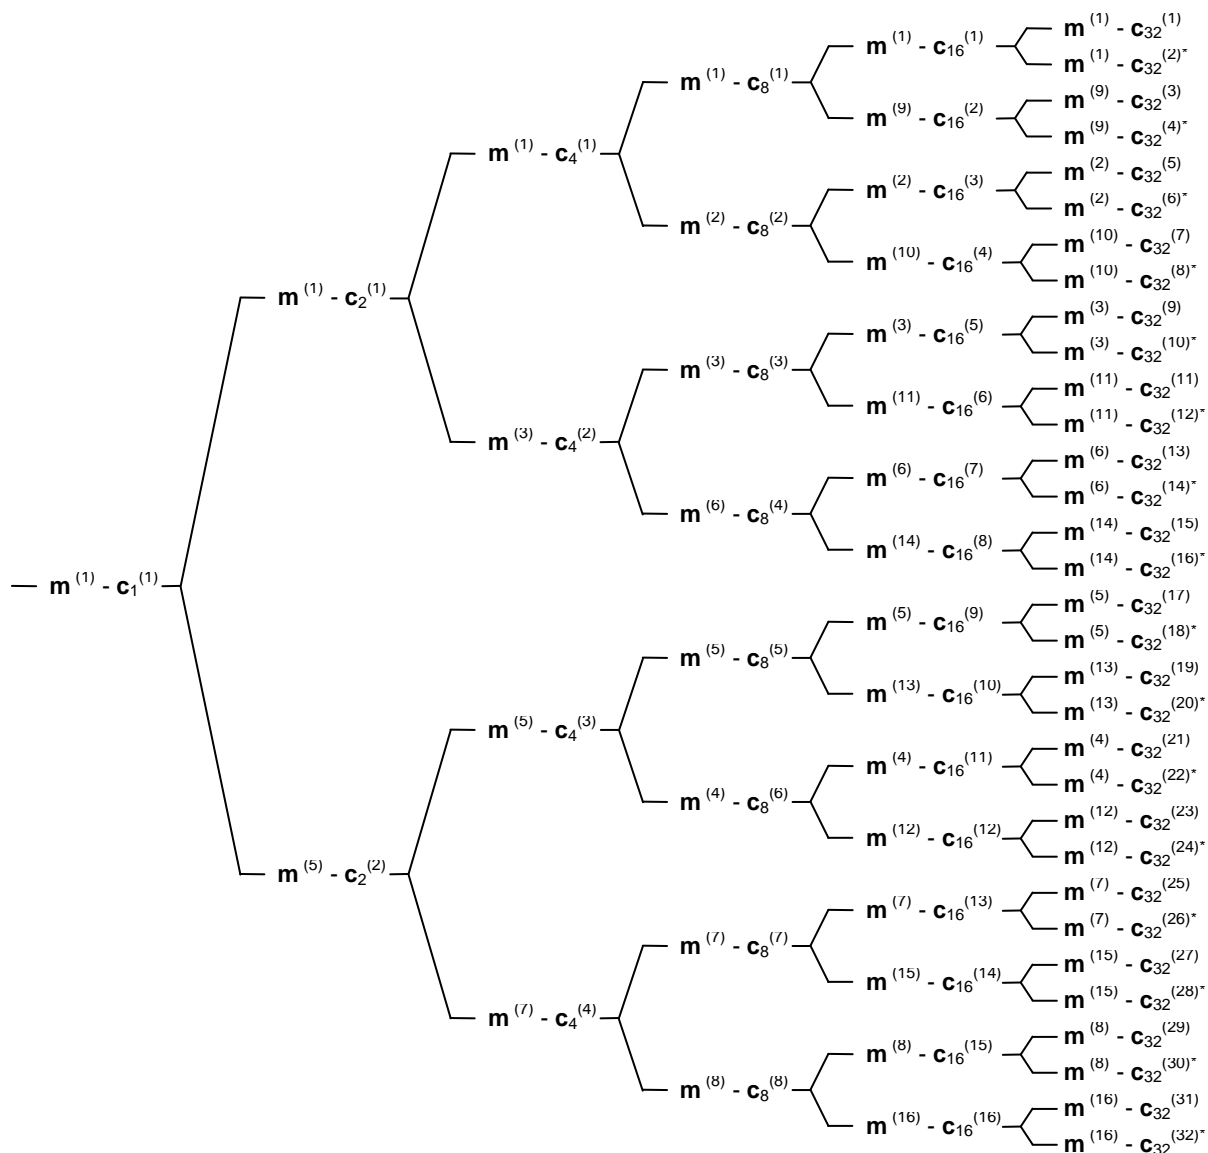 m (1) - c1(1)
m (1) - c2(1)
m (5) - c2(2)
m (1) - c4(1)
m (3) - c4(2)
m (5) - c4(3)
m (7) - c4(4)
m (1) - c8(1)
m (2) - c8(2)
m (3) - c8(3)
m (6) - c8(4)
m (5) - c8(5)
m (4) - c8(6)
m (7) - c8(7)
m (8) - c8(8)
m (1) - c16(1)
m (9) - c16(2)
m (2) - c16(3)
m (10) - c16(4)
m (3) - c16(5)
m (11) - c16(6)
m (6) - c16(7)
m (14) - c16(8)
m (5) - c16(9)
m (13) - c16(10)
m (4) - c16(11)
m (12) - c16(12)
m (7) - c16(13)
m (15) - c16(14)
m (8) - c16(15)
m (16) - c16(16)
m (1) - c32(1)
m (1) - c32(2)*
m (9) - c32(3)
m (9) - c32(4)*
m (2) - c32(5)
m (2) - c32(6)*
m (10) - c32(7)
m (10) - c32(8)*
m (3) - c32(9)
m (3) - c32(10)*
m (11) - c32(11)
m (11) - c32(12)*
m (6) - c32(13)
m (6) - c32(14)*
m (14) - c32(15)
m (14) - c32(16)*
m (5) - c32(17)
m (5) - c32(18)*
m (13) - c32(19)
m (13) - c32(20)*
m (4) - c32(21)
m (4) - c32(22)*
m (12) - c32(23)
m (12) - c32(24)*
m (7) - c32(25)
m (7) - c32(26)*
m (15) - c32(27)
m (15) - c32(28)*
m (8) - c32(29)
m (8) - c32(30)*
m (16) - c32(31)
m (16) - c32(32)*